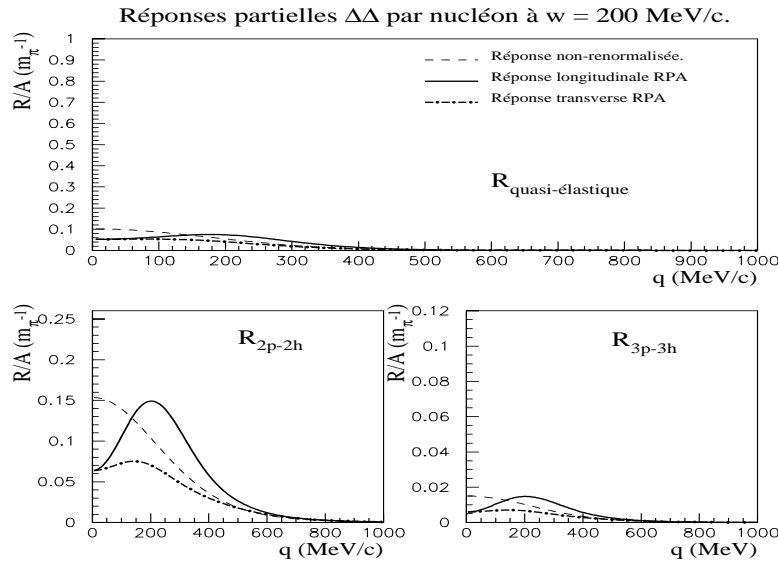 Réponses partielles ΔΔ par nucléon à w = 200 MeV/c.
R/A (m_π^-1)
1
0.9
0.8
0.7
0.6
0.5
0.4
0.3
0.2
0.1
0
Réponse non-renormalisée.
Réponse longitudinale RPA
Réponse transverse RPA
R_quasi-élastique
0 100 200 300 400 500 600 700 800 900 1000
q (MeV/c)
R/A (m_π^-1)
0.25
0.2
0.15
0.1
0.05
0
R_2p-2h
0 200 400 600 800 1000
q (MeV/c)
R/A (m_π^-1)
0.12
0.1
0.08
0.06
0.04
0.02
0
R_3p-3h
0 200 400 600 800 1000
q (MeV)